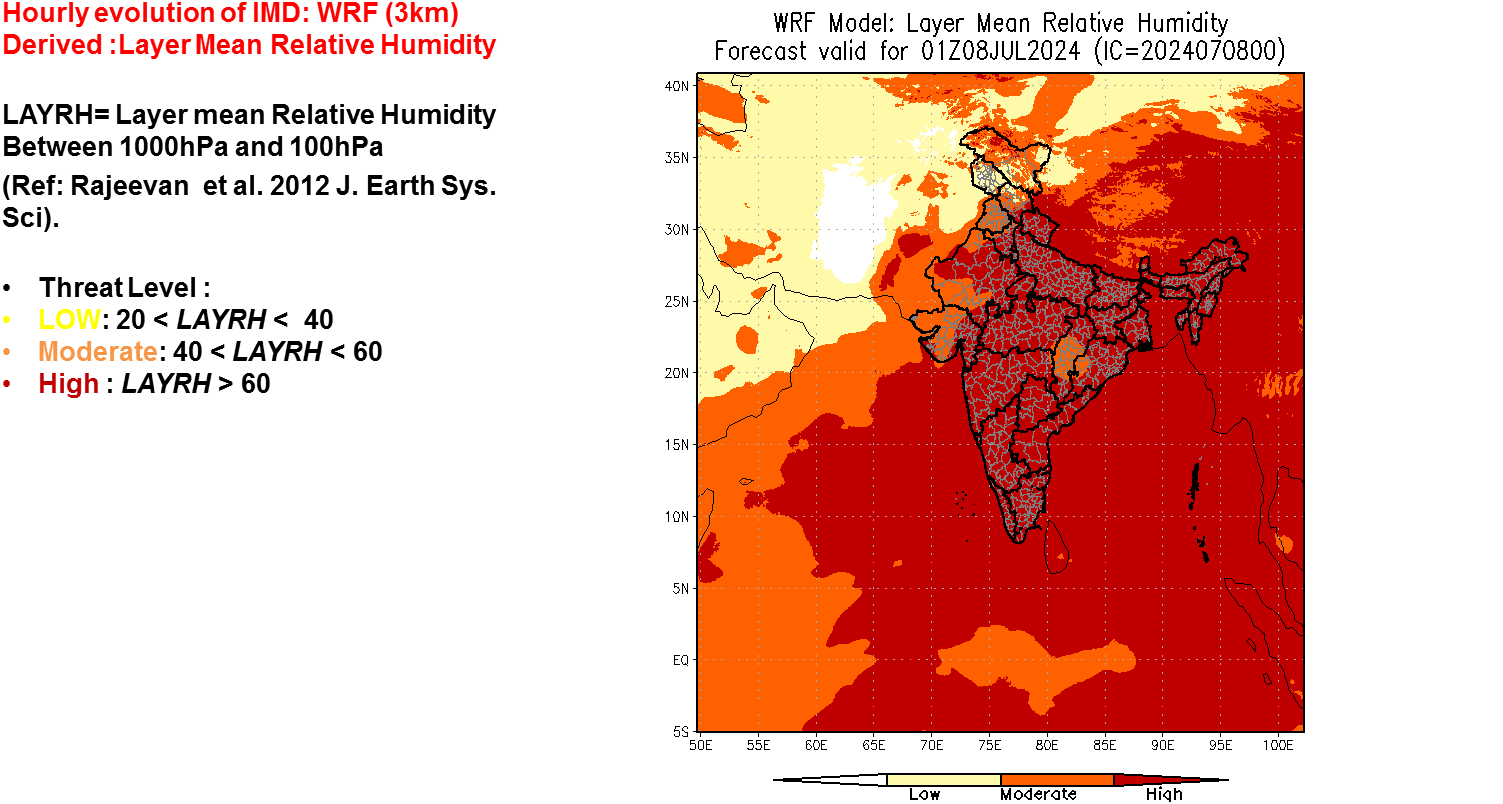 Hourly evolution of IMD: WRF (3km)
Derived :Layer Mean Relative Humidity
LAYRH= Layer mean Relative Humidity
Between 1000hPa and 100hPa
(Ref: Rajeevan et al. 2012 J. Earth Sys.
Sci).
• Threat Level :
• LOW: 20 < LAYRH < 40
• Moderate: 40 < LAYRH < 60
• High : LAYRH > 60
WRF Model: Layer Mean Relative Humidity
Forecast valid for 01Z08JUL2024 (IC=2024070800)
40N
35N
30N
25N
20N
15N
10N
5N
EQ
5S
50E 55E 60E 65E 70E 75E 80E 85E 90E 95E 100E
Low Moderate High